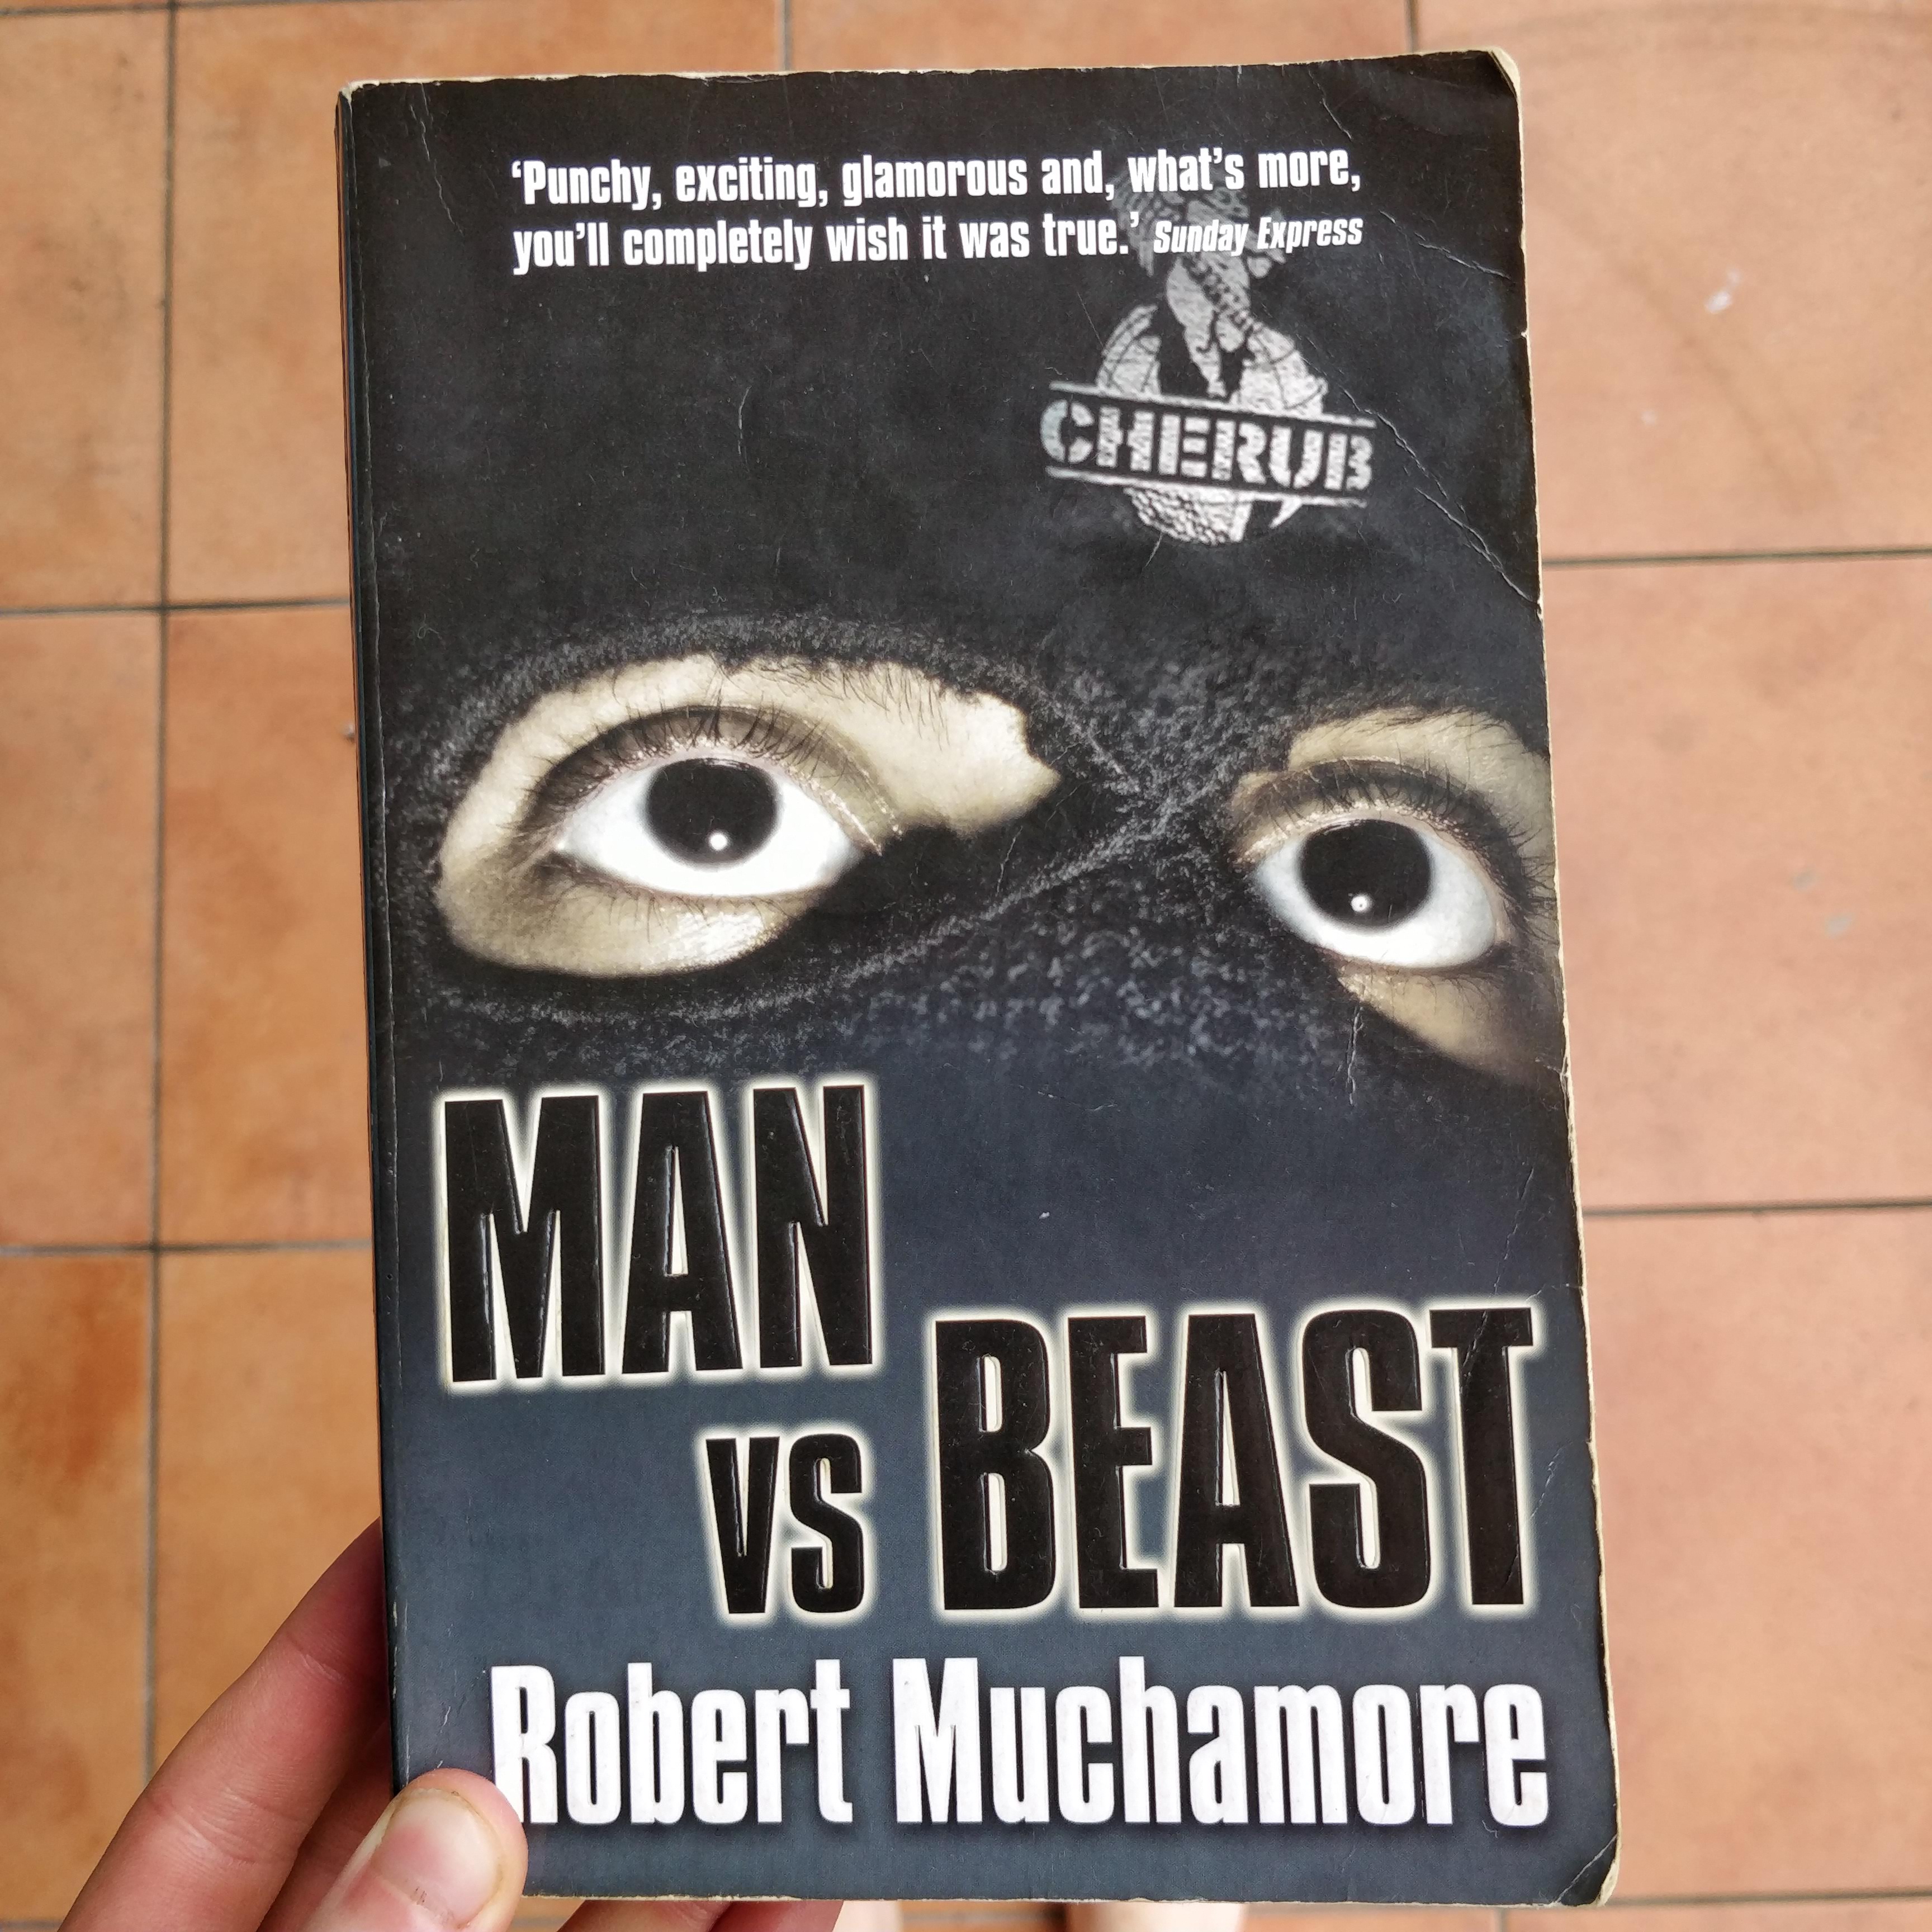 ‘Punchy, exciting, glamorous and, what’s more,
you’ll completely wish it was true.’ Sunday Express
CHERUB
MAN
VS BEAST
Robert Muchamore